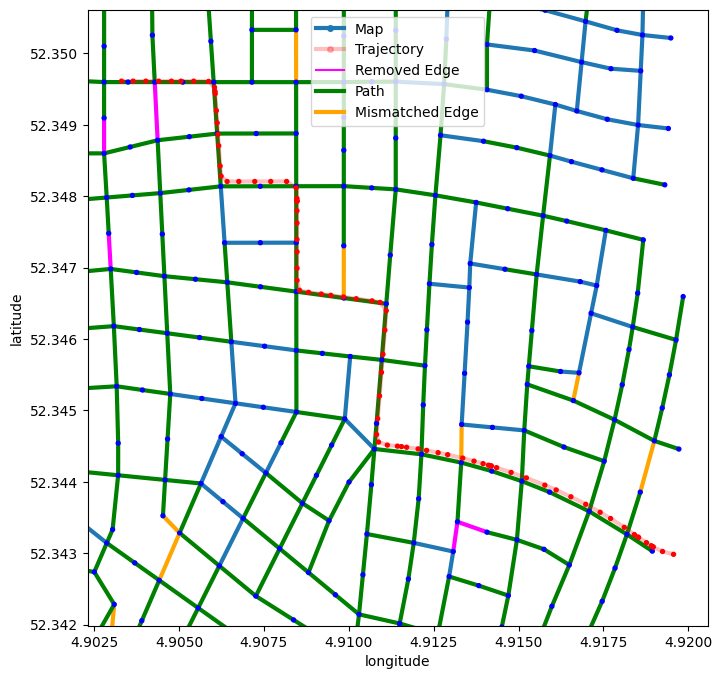 Map
Trajectory
Removed Edge
Path
Mismatched Edge
52.350
52.349
52.348
52.347
52.346
52.345
52.344
52.343
52.342
latitude
4.9025 4.9050 4.9075 4.9100 4.9125 4.9150 4.9175 4.9200
longitude